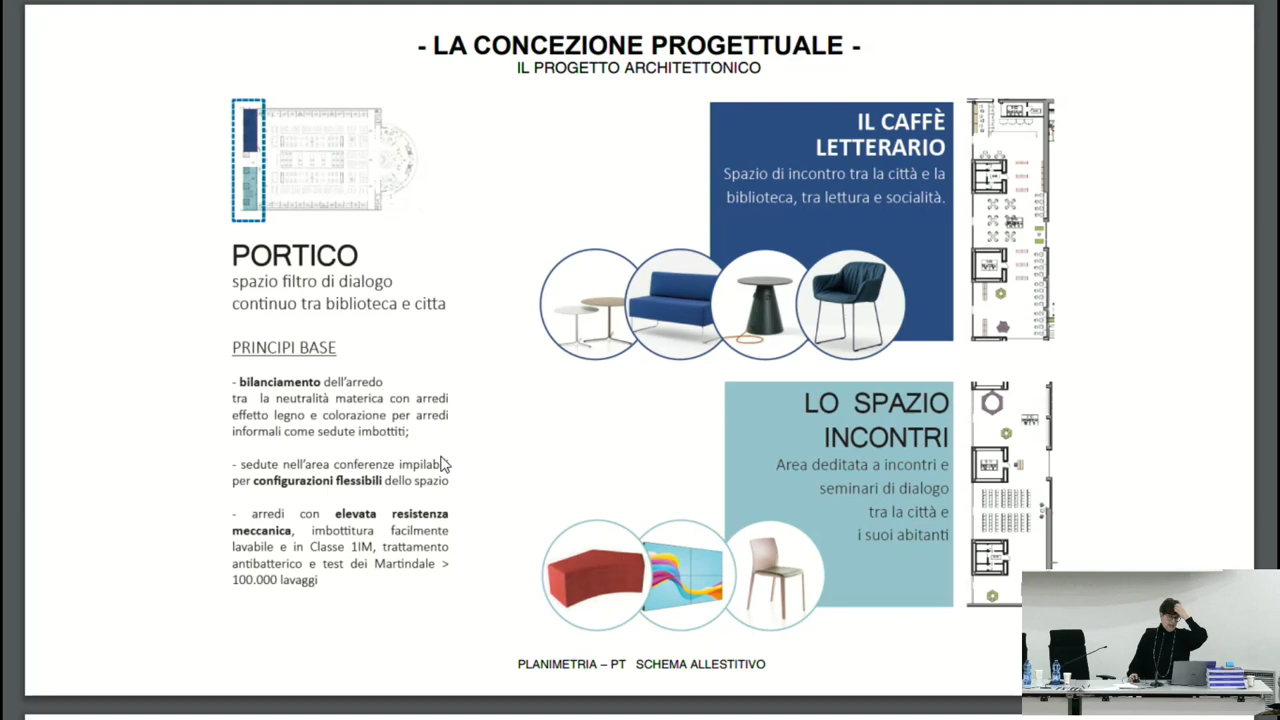 - LA CONCEZIONE PROGETTUALE -
IL PROGETTO ARCHITETTONICO
PORTICO
spazio filtro di dialogo
continuo tra biblioteca e citta
PRINCIPI BASE
- bilanciamento dell'arredo
tra la neutralità materica con arredi
effetto legno e colorazione per arredi
informali come sedute imbottiti;
- sedute nell'area conferenze
per configurazioni flessibili dello spazio
- arredi con elevata resistenza
meccanica, imbottitura facilmente
lavabile e in Classe 1IM, trattamento
antibatterico e test dei Martindale >
100.000 lavaggi
IL CAFFÈ
LETTERARIO
Spazio di incontro tra la città e la
biblioteca, tra lettura e socialità.
LO SPAZIO
INCONTRI
Area deditata a incontri e
seminari di dialogo
tra la città e
i suoi abitanti
PLANIMETRIA – PT SCHEMA ALLESTITIVO